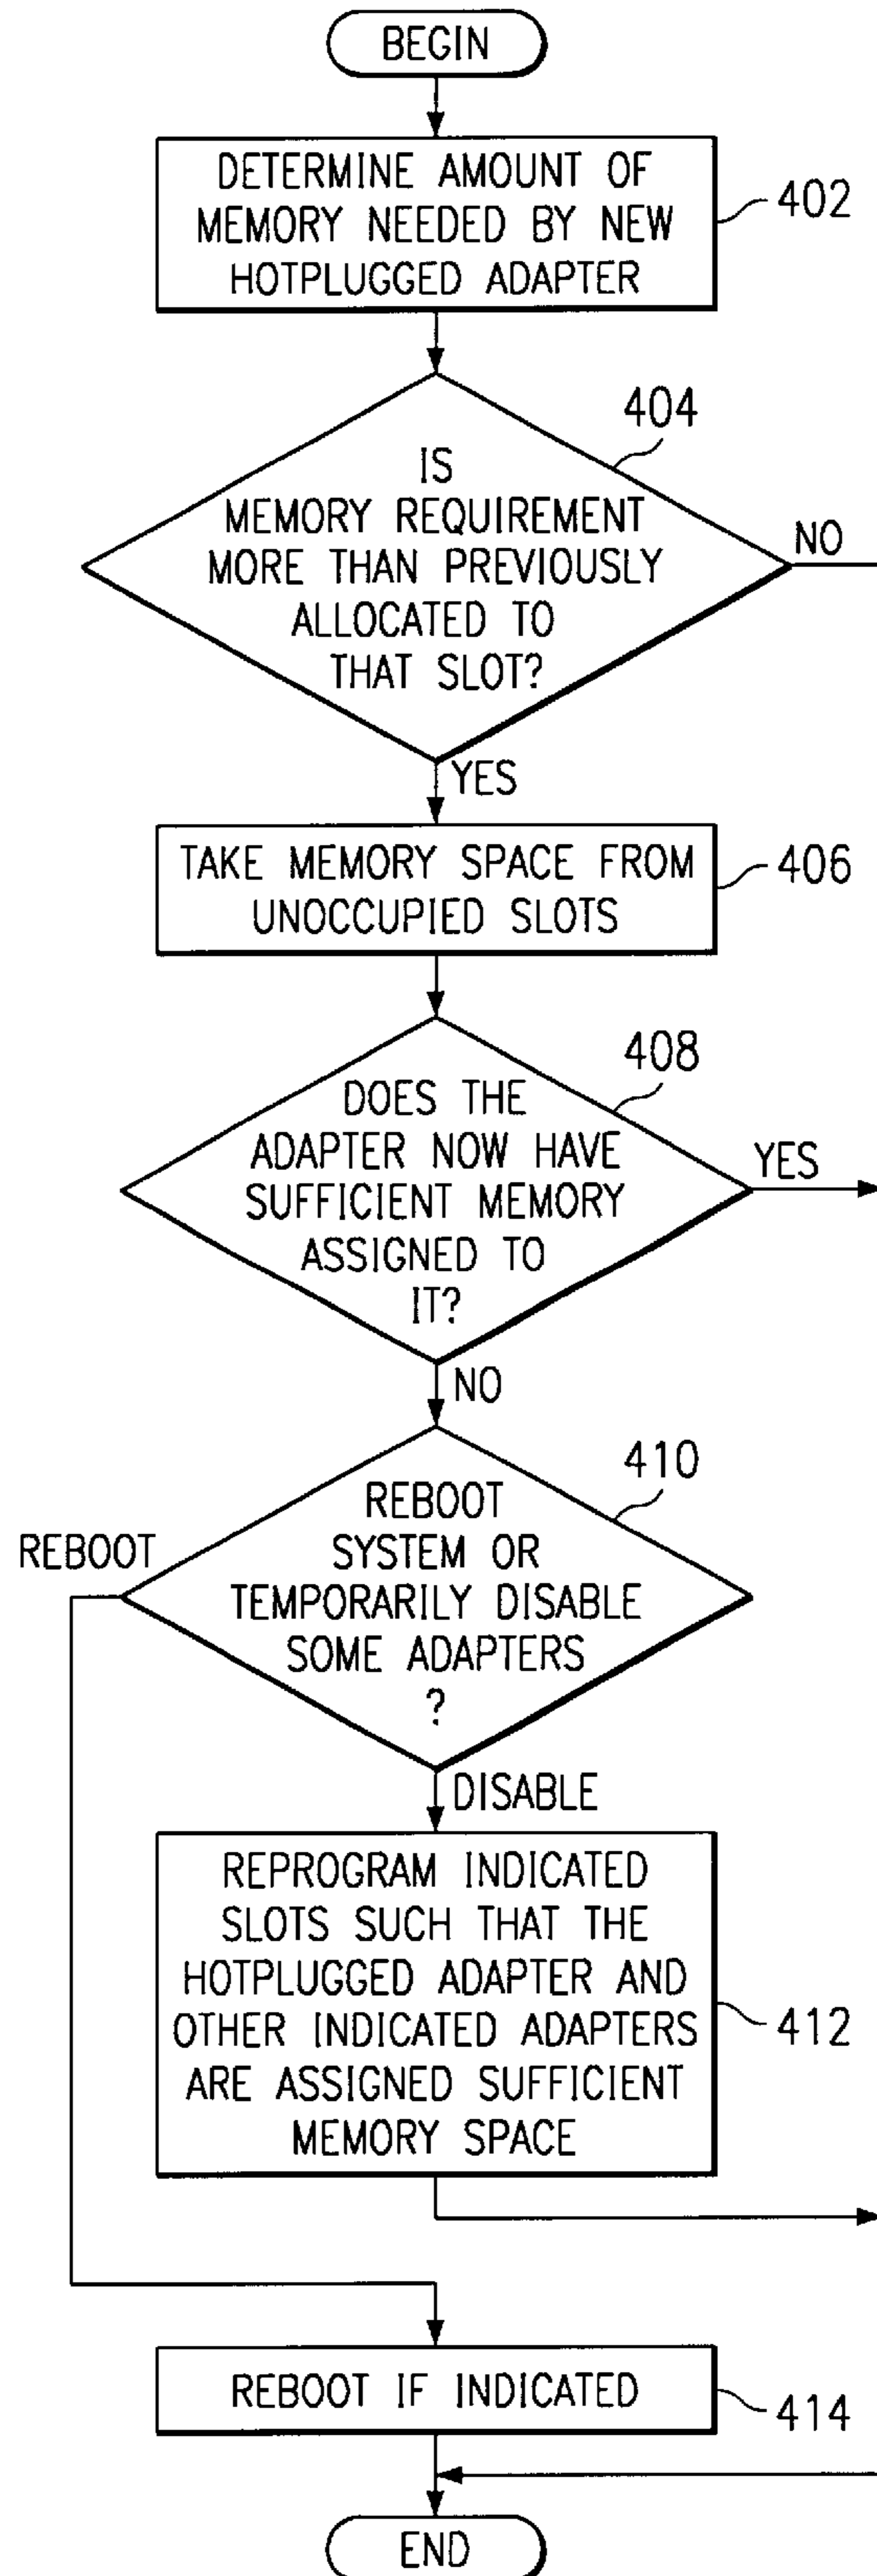 BEGIN
DETERMINE AMOUNT OF
MEMORY NEEDED BY NEW
HOTPLUGGED ADAPTER
402
404
IS
MEMORY REQUIREMENT
MORE THAN PREVIOUSLY
ALLOCATED TO
THAT SLOT?
NO
YES
TAKE MEMORY SPACE FROM
UNOCCUPIED SLOTS
406
408
DOES THE
ADAPTER NOW HAVE
SUFFICIENT MEMORY
ASSIGNED TO
IT?
YES
NO
410
REBOOT
SYSTEM OR
TEMPORARILY DISABLE
SOME ADAPTERS
?
REBOOT
DISABLE
REPROGRAM INDICATED
SLOTS SUCH THAT THE
HOTPLUGGED ADAPTER AND
OTHER INDICATED ADAPTERS
ARE ASSIGNED SUFFICIENT
MEMORY SPACE
412
REBOOT IF INDICATED
414
END